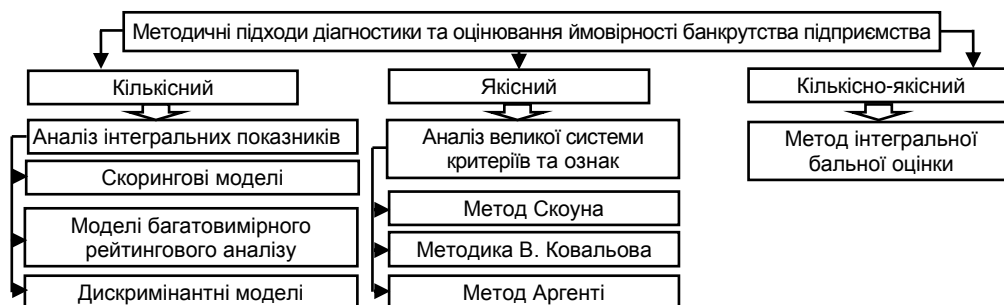 Методичні підходи діагностики та оцінювання ймовірності банкрутства підприємства
Кількісний
Якісний
Кількісно-якісний
Аналіз інтегральних показників
Скорингові моделі
Моделі багатовимірного
рейтингового аналізу
Дискримінантні моделі
Аналіз великої системи
критеріїв та ознак
Метод Скоуна
Методика В. Ковальова
Метод Аргенті
Метод інтегральної
бальної оцінки